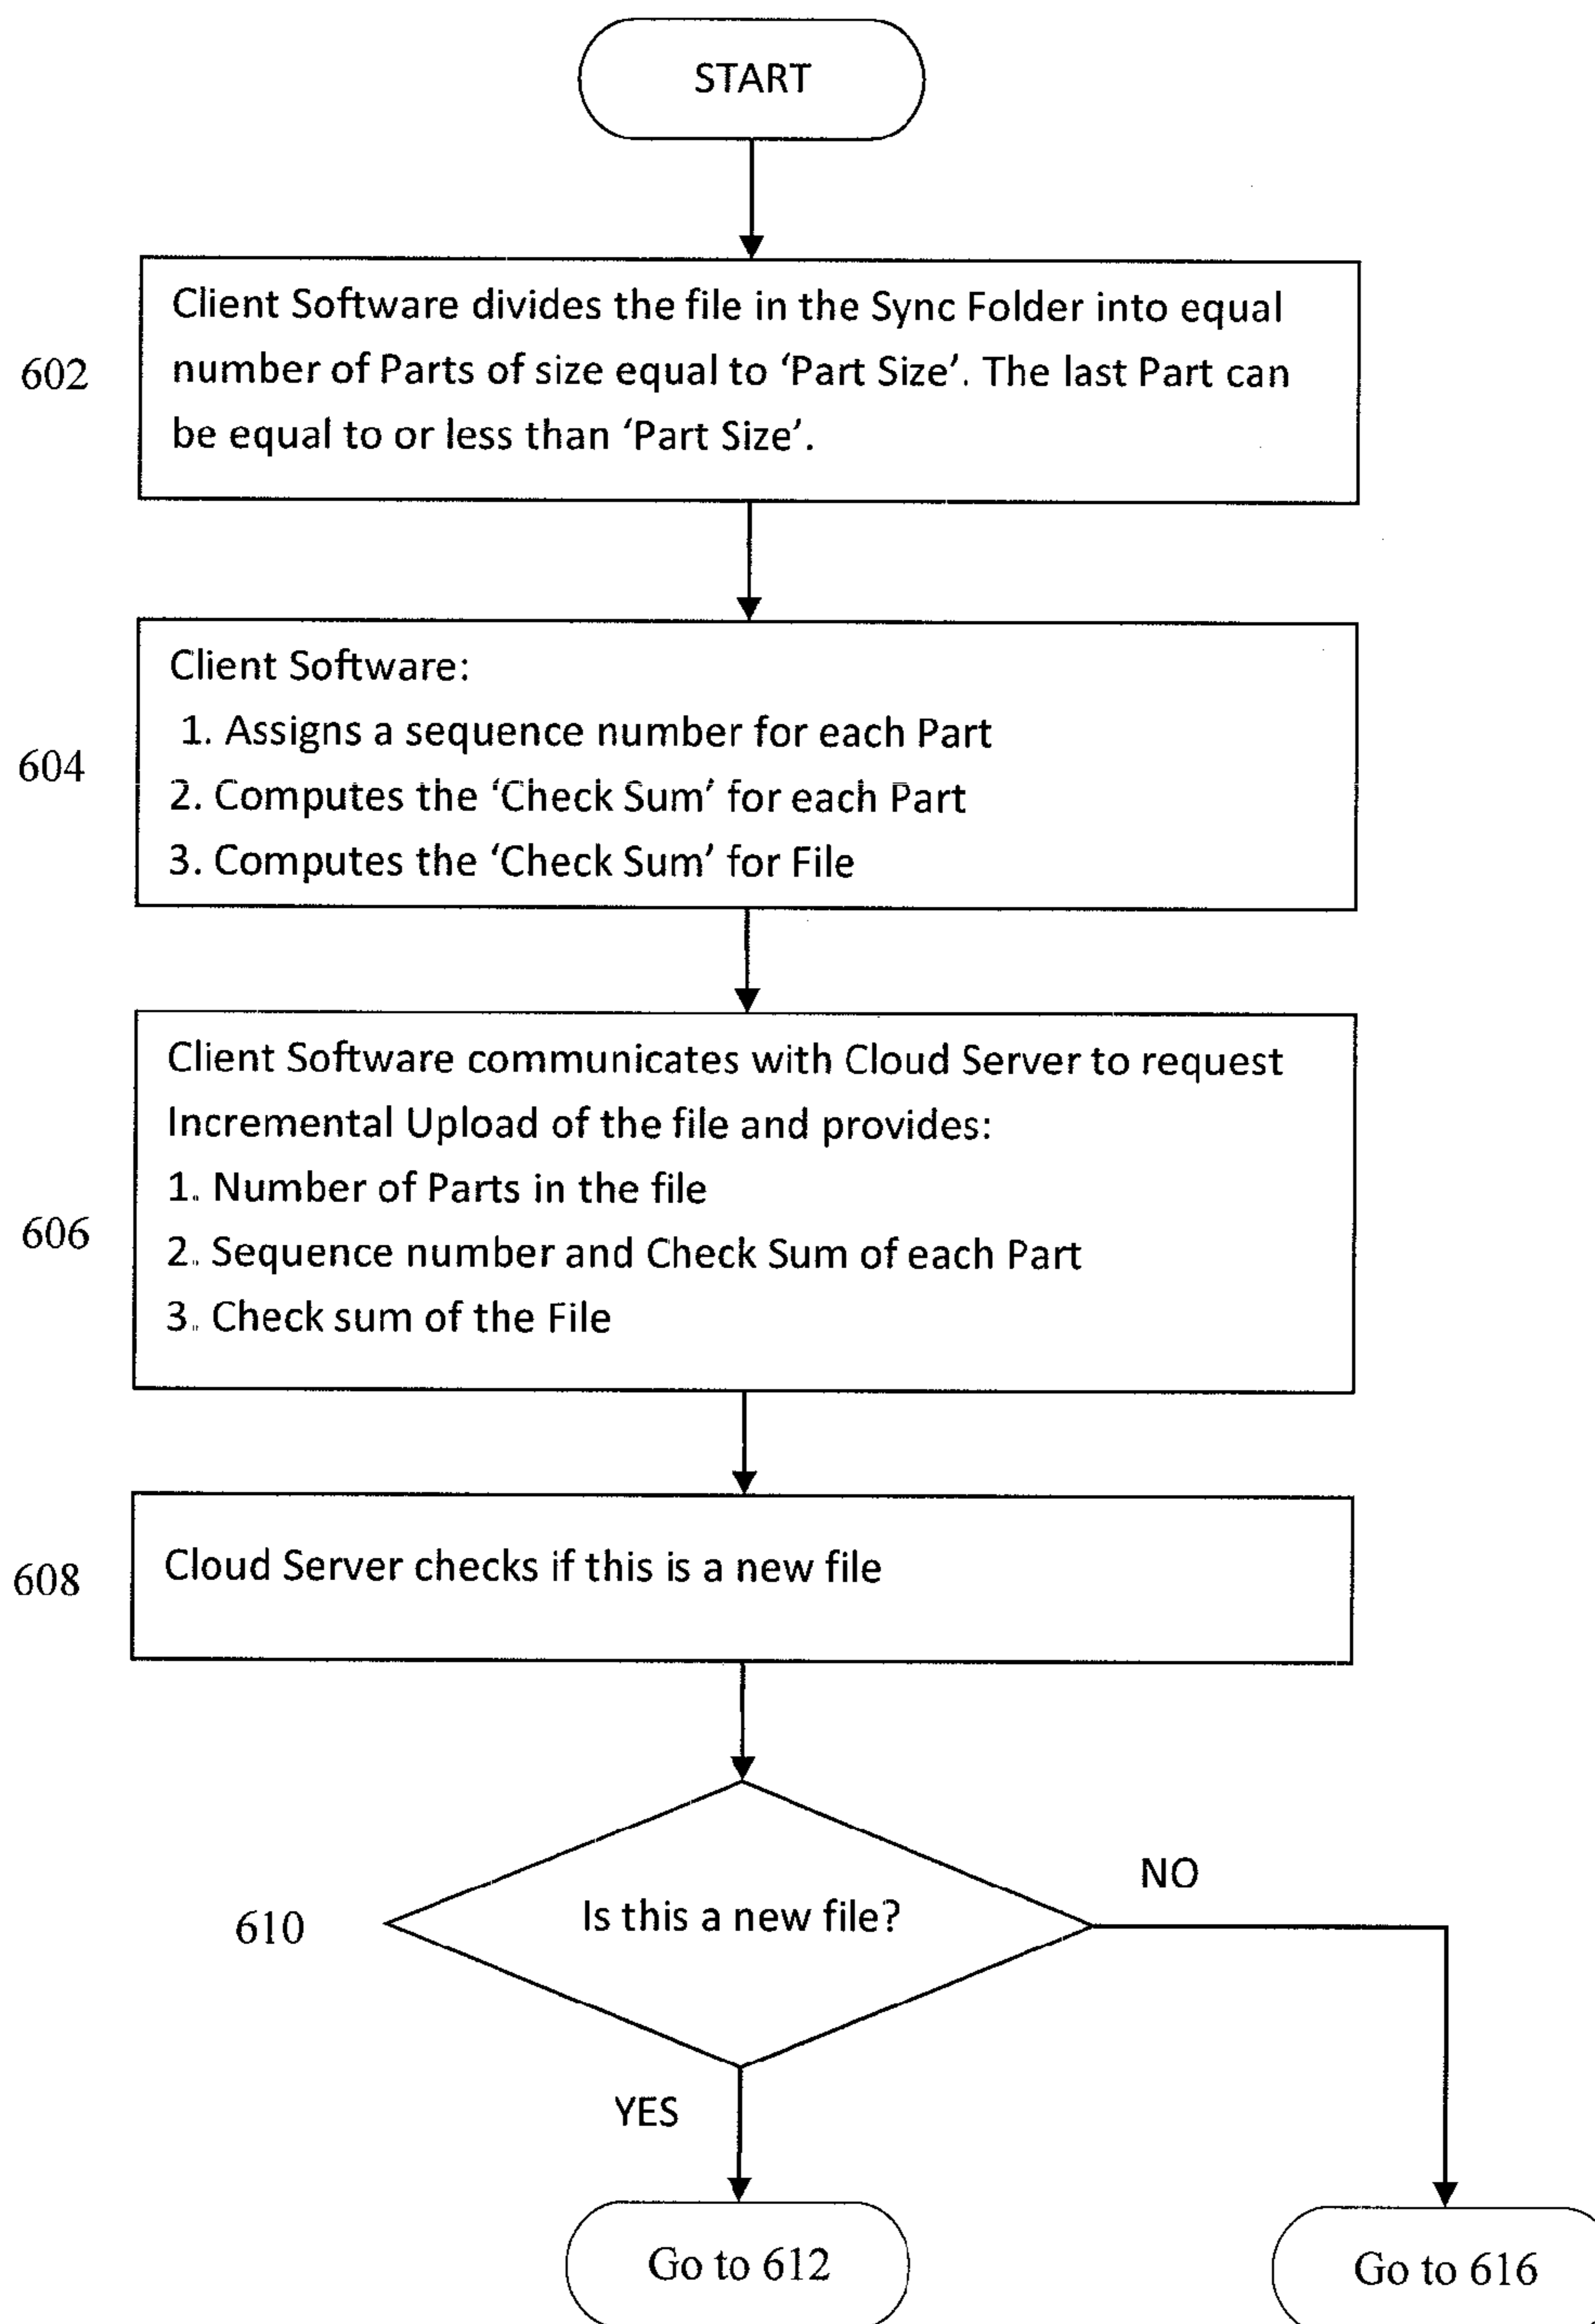 START
602
Client Software divides the file in the Sync Folder into equal
number of Parts of size equal to ‘Part Size’. The last Part can
be equal to or less than ‘Part Size’.
604
Client Software:
1. Assigns a sequence number for each Part
2. Computes the ‘Check Sum’ for each Part
3. Computes the ‘Check Sum’ for File
606
Client Software communicates with Cloud Server to request
Incremental Upload of the file and provides:
1. Number of Parts in the file
2. Sequence number and Check Sum of each Part
3. Check sum of the File
608
Cloud Server checks if this is a new file
610
Is this a new file?
NO
YES
Go to 612
Go to 616